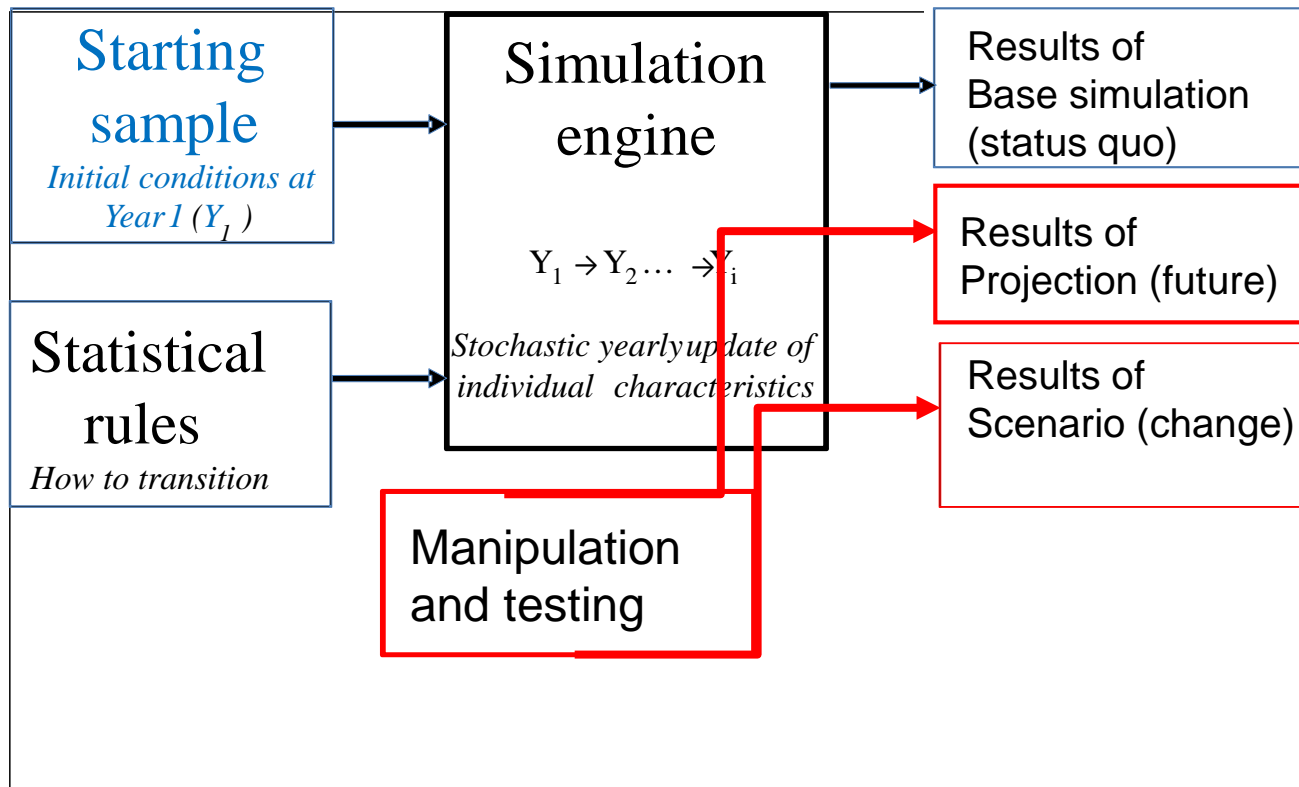 Starting
sample
Initial conditions at
Year1 (Y1 )
Statistical
rules
How to transition
Simulation
engine
Y1 → Y2 … → Yi
Stochastic yearly update of
individual characteristics
Manipulation
and testing
Results of
Base simulation
(status quo)
Results of
Projection (future)
Results of
Scenario (change)